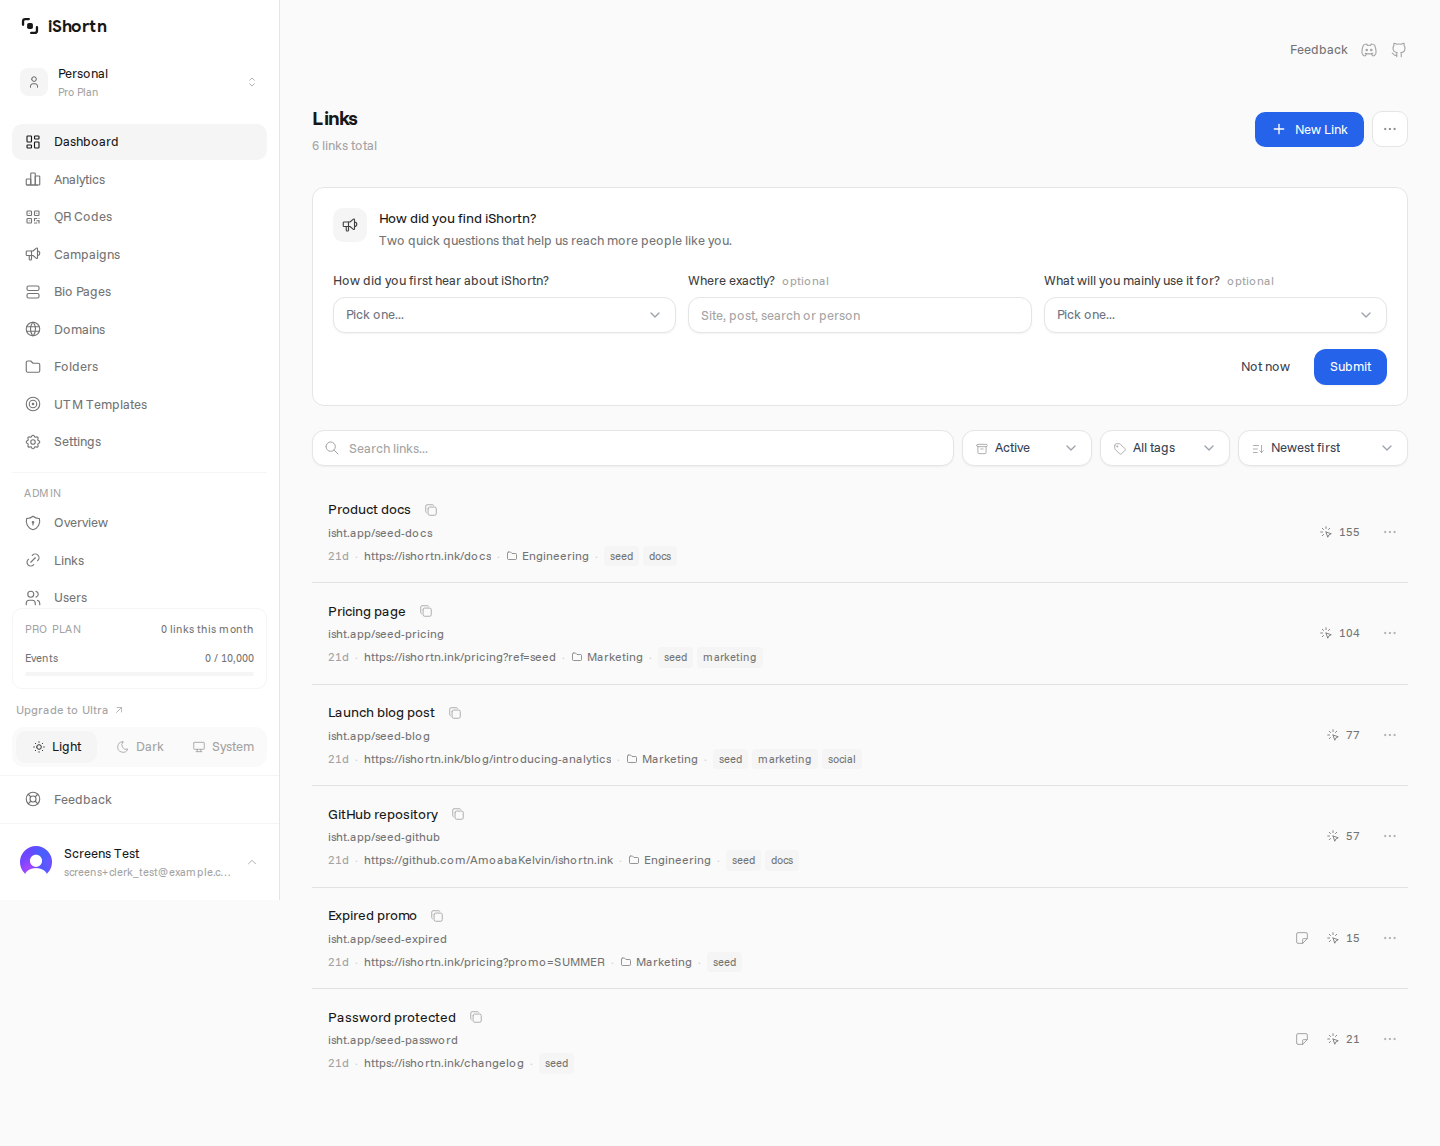 iShortn
Personal
Pro Plan
Dashboard
Analytics
QR Codes
Campaigns
Bio Pages
Domains
Folders
UTM Templates
Settings
ADMIN
Overview
Links
Users
PRO PLAN 0 links this month
Events 0 / 10,000
Upgrade to Ultra
Light Dark System
Feedback
Screens Test
screens+clerk_test@example.c...
Feedback
Links
6 links total
New Link
How did you find iShortn?
Two quick questions that help us reach more people like you.
How did you first hear about iShortn? Where exactly? optional What will you mainly use it for? optional
Pick one... Site, post, search or person Pick one...
Not now Submit
Search links... Active All tags Newest first
Product docs
isht.app/seed-docs
155
21d · https://ishortn.ink/docs · Engineering · seed docs
Pricing page
isht.app/seed-pricing
104
21d · https://ishortn.ink/pricing?ref=seed · Marketing · seed marketing
Launch blog post
isht.app/seed-blog
77
21d · https://ishortn.ink/blog/introducing-analytics · Marketing · seed marketing social
GitHub repository
isht.app/seed-github
57
21d · https://github.com/AmoabaKelvin/ishortn.ink · Engineering · seed docs
Expired promo
isht.app/seed-expired
15
21d · https://ishortn.ink/pricing?promo=SUMMER · Marketing · seed
Password protected
isht.app/seed-password
21
21d · https://ishortn.ink/changelog · seed